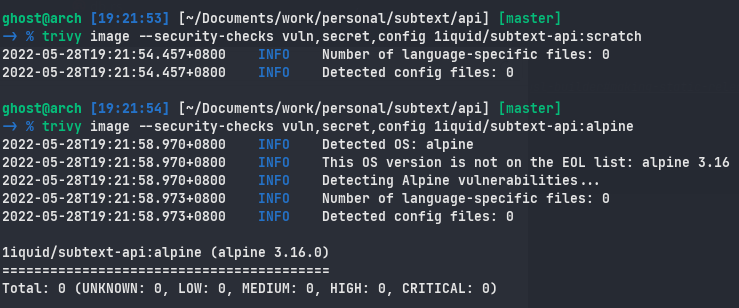 ghost@arch [19:21:53] [~/Documents/work/personal/subtext/api] [master]
-> % trivy image --security-checks vuln,secret,config 1iquid/subtext-api:scratch
2022-05-28T19:21:54.457+0800    INFO    Number of language-specific files: 0
2022-05-28T19:21:54.457+0800    INFO    Detected config files: 0

ghost@arch [19:21:54] [~/Documents/work/personal/subtext/api] [master]
-> % trivy image --security-checks vuln,secret,config 1iquid/subtext-api:alpine
2022-05-28T19:21:58.970+0800    INFO    Detected OS: alpine
2022-05-28T19:21:58.970+0800    INFO    This OS version is not on the EOL list: alpine 3.16
2022-05-28T19:21:58.970+0800    INFO    Detecting Alpine vulnerabilities...
2022-05-28T19:21:58.973+0800    INFO    Number of language-specific files: 0
2022-05-28T19:21:58.973+0800    INFO    Detected config files: 0

1iquid/subtext-api:alpine (alpine 3.16.0)
=========================================
Total: 0 (UNKNOWN: 0, LOW: 0, MEDIUM: 0, HIGH: 0, CRITICAL: 0)